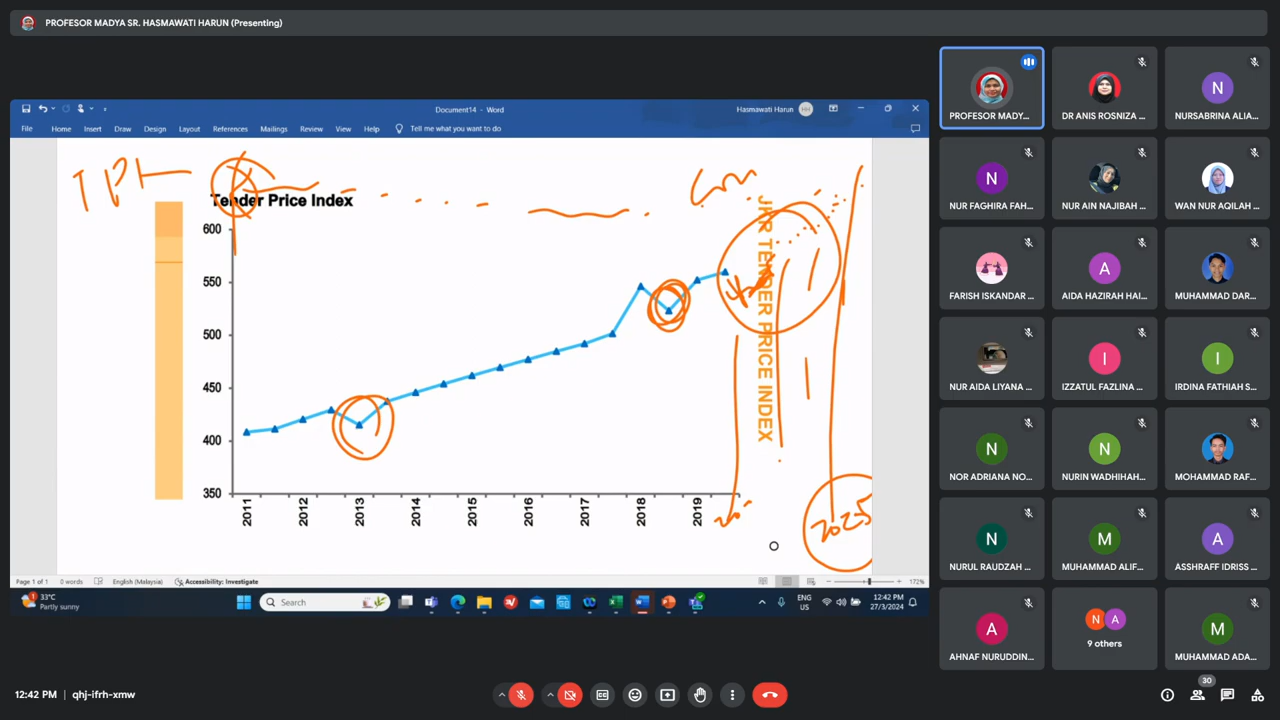 PROFESOR MADYA SR. HASMAWATI HARUN (Presenting)
Document14 - Word
Hasmawati Harun
HH
File Home Insert Draw Design Layout References Mailings Review View Help Tell me what you want to do
TPI
Tender Price Index
600
550
500
450
400
350
2011 2012 2013 2014 2015 2016 2017 2018 2019
JKR TENDER PRICE INDEX
2025
Page 1 of 1 0 words English (Malaysia) Accessibility: Investigate 172%
33°C
Partly sunny
Search
ENG
US
12:42 PM
27/3/2024
PROFESOR MADY...
DR ANIS ROSNIZA ...
N
NURSABRINA ALIA...
N
NUR FAGHIRA FAH...
NUR AIN NAJIBAH ...
WAN NUR AQILAH ...
FARISH ISKANDAR ...
A
AIDA HAZIRAH HAI...
MUHAMMAD DAR...
NUR AIDA LIYANA ...
I
IZZATUL FAZLINA ...
I
IRDINA FATHIAH S...
N
NOR ADRIANA NO...
N
NURIN WADHIHAH...
MOHAMMAD RAF...
N
NURUL RAUDZAH ...
M
MUHAMMAD ALIF...
A
ASSHRAFF IDRISS ...
A
AHNAF NURUDDIN...
N A
9 others
M
MUHAMMAD ADA...
12:42 PM | qhj-ifrh-xmw
30